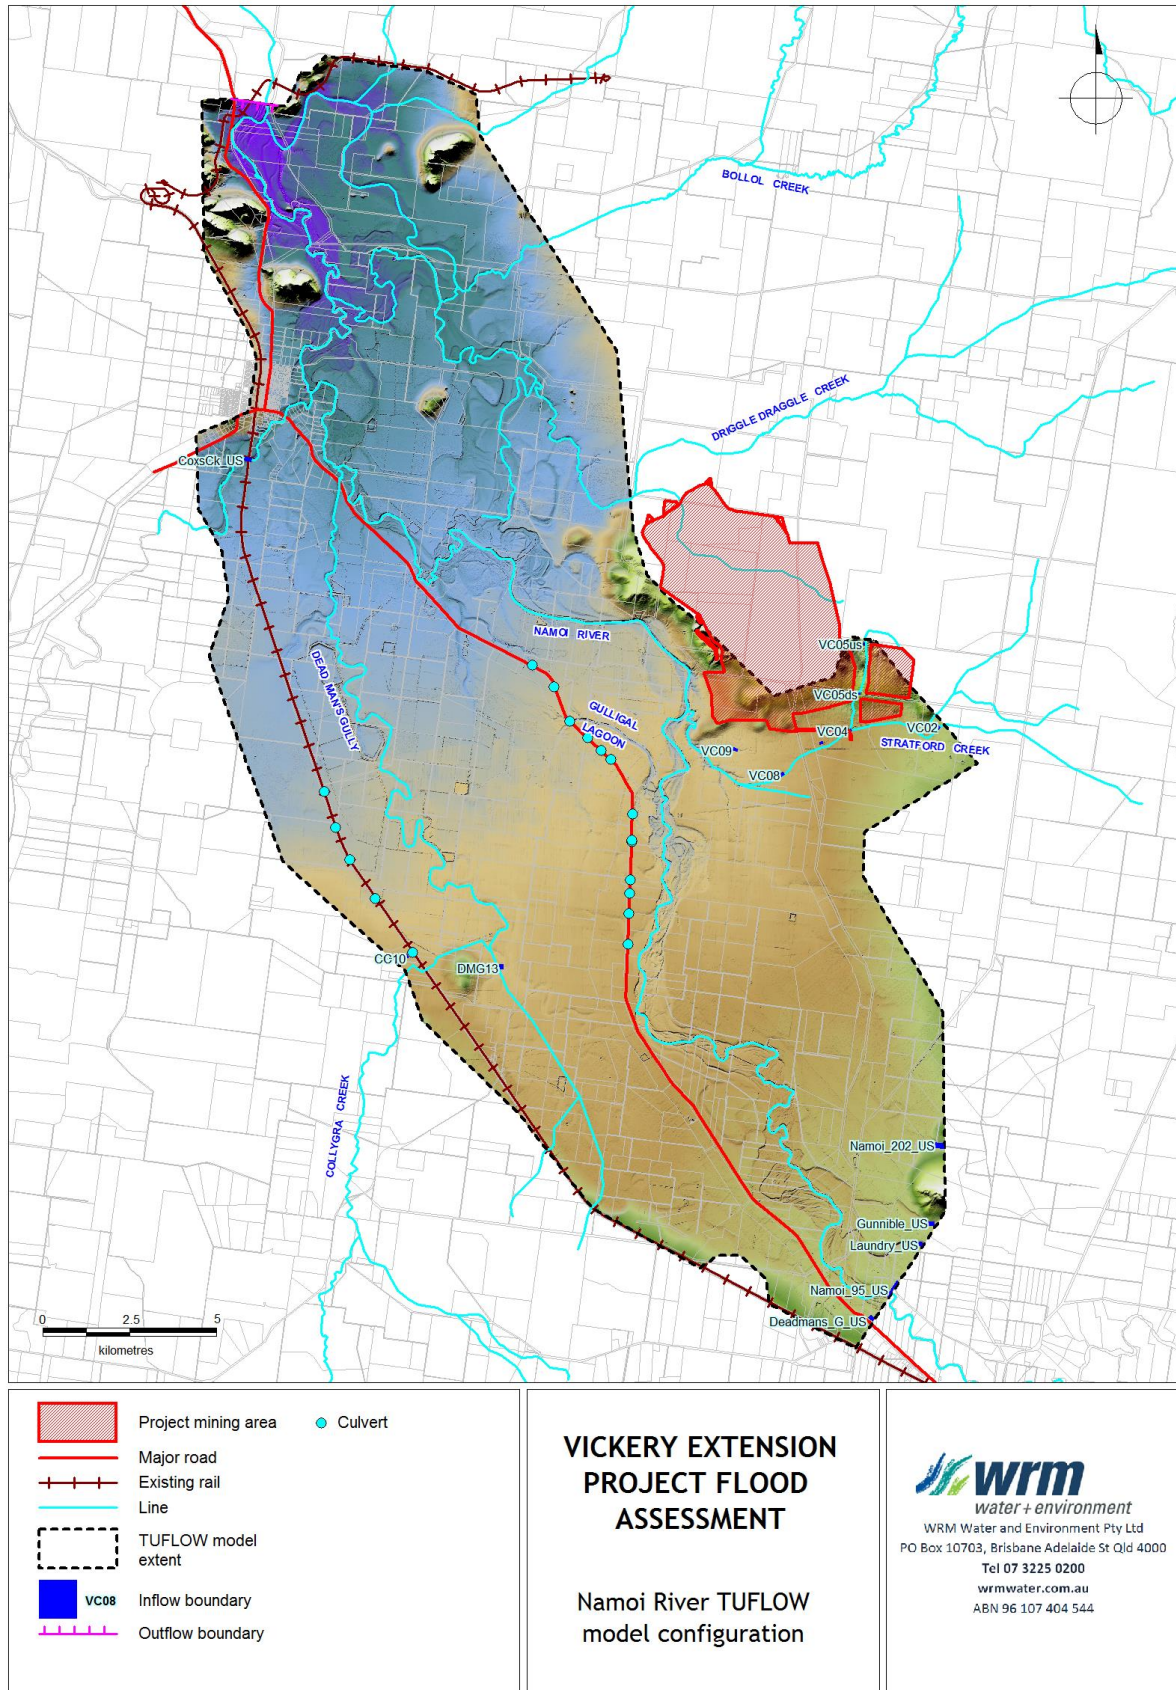 BOLLOL CREEK
DRIGGLE DRAGGLE CREEK
CoxsCk_US
NAMOI RIVER
VC05us
DEAD MAN'S GULLY
VC05ds
GULLIGAL
LAGOON
VC02
VC04
STRATFORD CREEK
VC09
VC08
CC10
DMG13
COLLYGRA CREEK
Namoi_202_US
Gunnible_US
Laundry_US
Namoi_95_US
Deadmans_G_US
0 2.5 5
kilometres
Project mining area
Culvert
Major road
Existing rail
Line
TUFLOW model
extent
VC08 Inflow boundary
Outflow boundary
VICKERY EXTENSION
PROJECT FLOOD
ASSESSMENT
Namoi River TUFLOW
model configuration
wrm
water + environment
WRM Water and Environment Pty Ltd
PO Box 10703, Brisbane Adelaide St Qld 4000
Tel 07 3225 0200
wrmwater.com.au
ABN 96 107 404 544